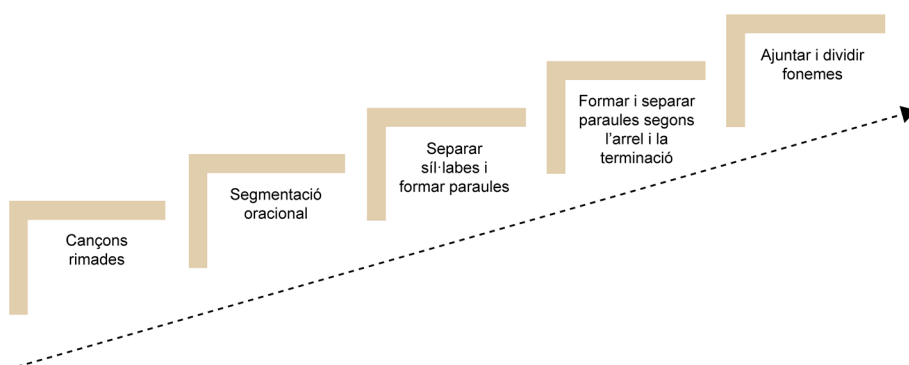 Cançons
rimades
Segmentació
oracional
Separar
síl·labes i
formar paraules
Formar i separar
paraules segons
l’arrel i la
terminació
Ajuntar i dividir
fonemes